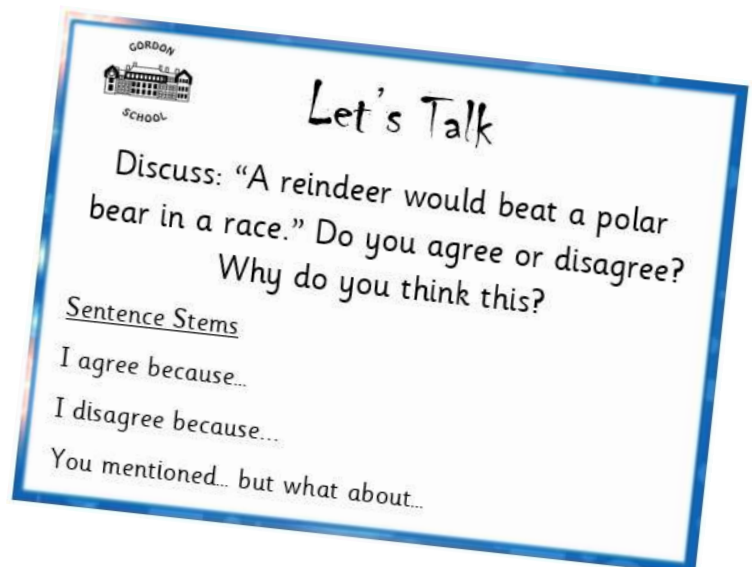 GORDON
SCHOOL
Let's Talk
Discuss: “A reindeer would beat a polar
bear in a race.” Do you agree or disagree?
Why do you think this?
Sentence Stems
I agree because...
I disagree because...
You mentioned... but what about...